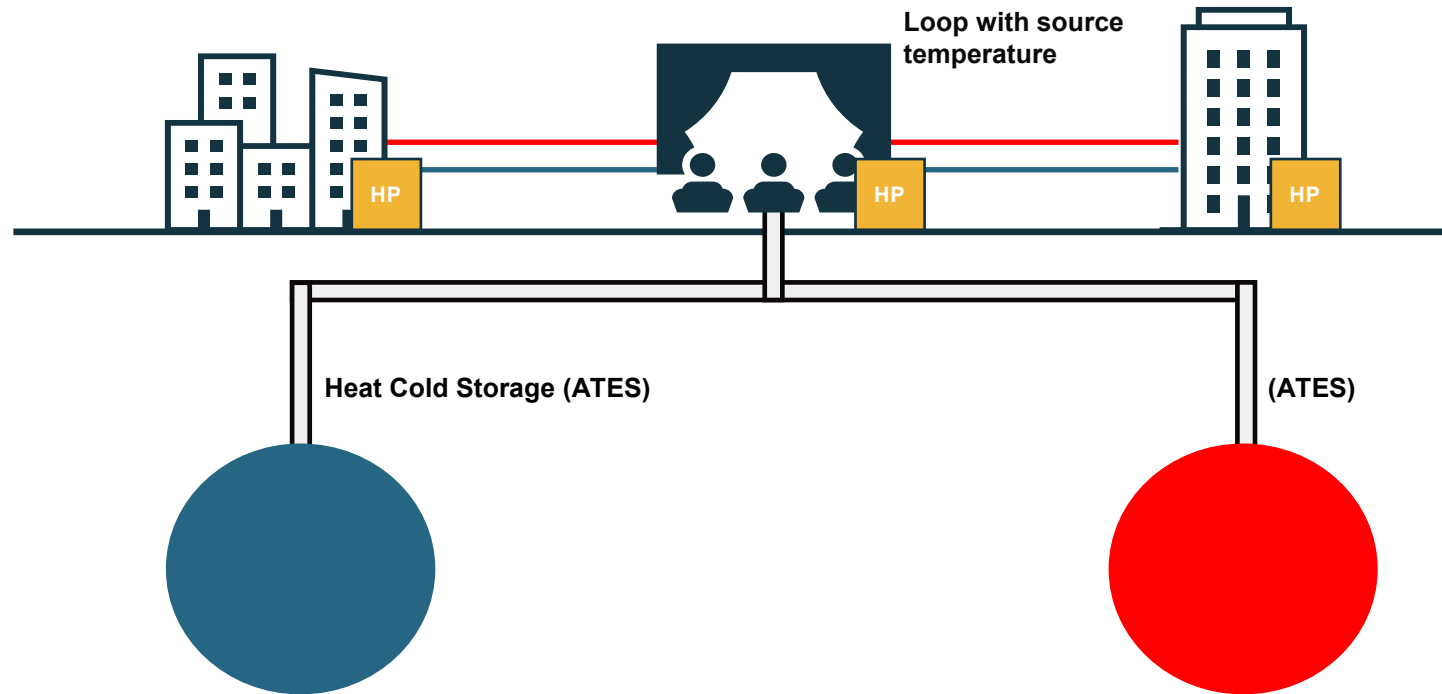 Loop with source
temperature
HP
HP
HP
Heat Cold Storage (ATES)
(ATES)